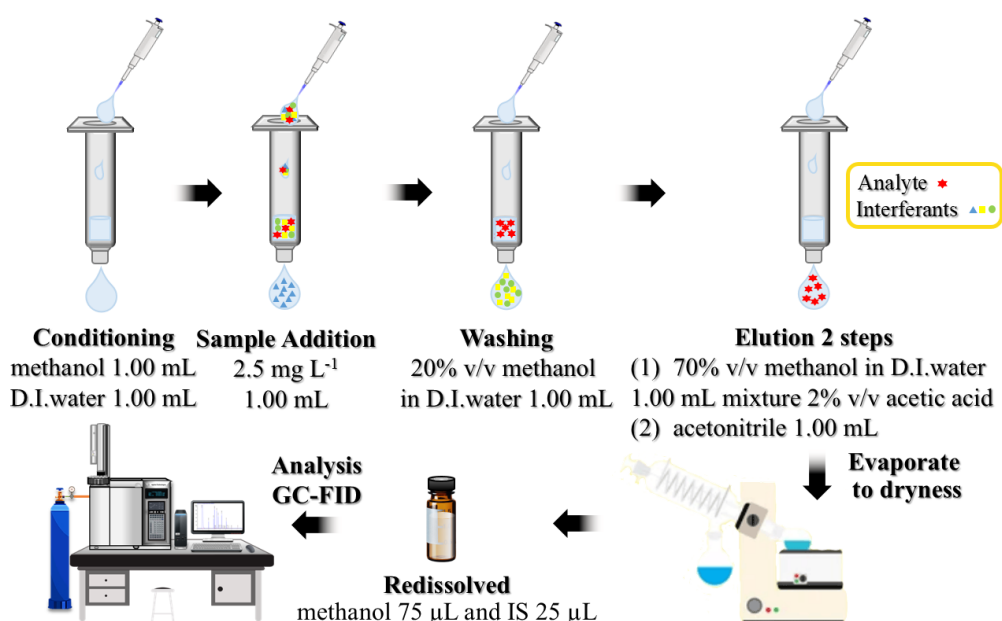 Analyte
Interferants
Conditioning
methanol 1.00 mL
D.I.water 1.00 mL
Sample Addition
2.5 mg L⁻¹
1.00 mL
Washing
20% v/v methanol
in D.I.water 1.00 mL
Elution 2 steps
(1) 70% v/v methanol in D.I.water
1.00 mL mixture 2% v/v acetic acid
(2) acetonitrile 1.00 mL
Evaporate
to dryness
Redissolved
methanol 75 µL and IS 25 µL
Analysis
GC-FID